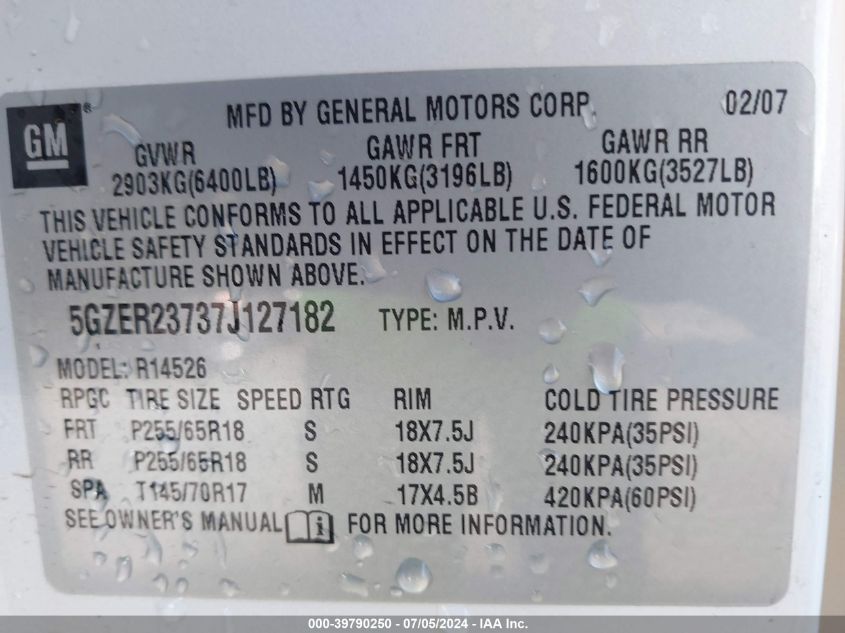 GM ® MFD BY GENERAL MOTORS CORP. 02/07
GVWR GAWR FRT GAWR RR
2903KG(6400LB) 1450KG(3196LB) 1600KG(3527LB)
THIS VEHICLE CONFORMS TO ALL APPLICABLE U.S. FEDERAL MOTOR
VEHICLE SAFETY STANDARDS IN EFFECT ON THE DATE OF
MANUFACTURE SHOWN ABOVE.
5GZER23737J127182 TYPE: M.P.V.
MODEL: R14526
RPGC TIRE SIZE SPEED RTG RIM COLD TIRE PRESSURE
FRT P255/65R18 S 18X7.5J 240KPA(35PSI)
RR P255/65R18 S 18X7.5J 240KPA(35PSI)
SPA T145/70R17 M 17X4.5B 420KPA(60PSI)
SEE OWNER'S MANUAL i FOR MORE INFORMATION.
000-39790250 - 07/05/2024 - IAA Inc.